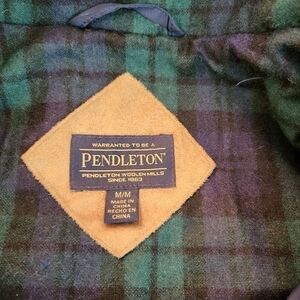 WARRANTED TO BE A
PENDLETON®
PENDLETON WOOLEN MILLS
SINCE 1863
M/M
MADE IN
CHINA
HECHO EN
CHINA